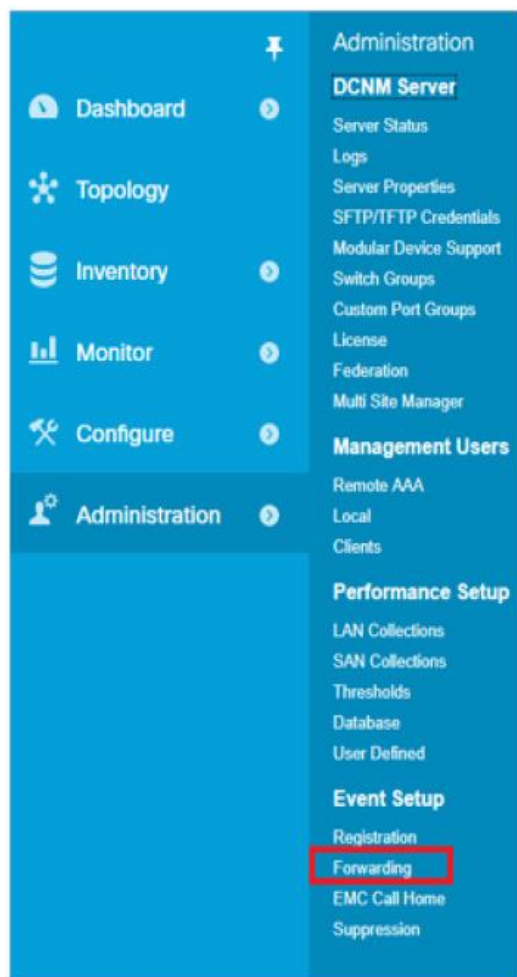 Dashboard
Topology
Inventory
Monitor
Configure
Administration
Administration
DCNM Server
Server Status
Logs
Server Properties
SFTP/TFTP Credentials
Modular Device Support
Switch Groups
Custom Port Groups
License
Federation
Multi Site Manager
Management Users
Remote AAA
Local
Clients
Performance Setup
LAN Collections
SAN Collections
Thresholds
Database
User Defined
Event Setup
Registration
Forwarding
EMC Call Home
Suppression